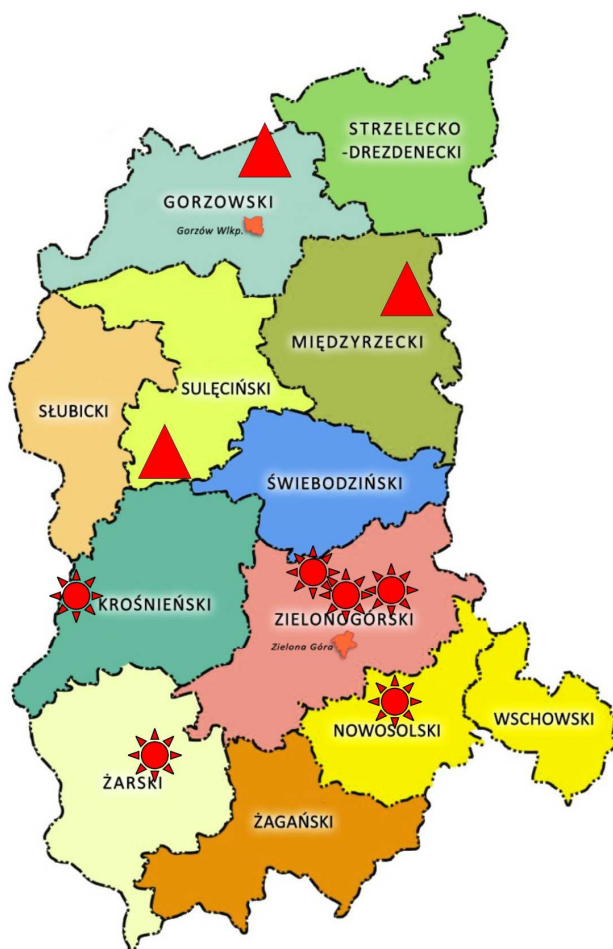 STRZELECKO
-DREZDENECKI
GORZOWSKI
Gorzów Wlkp.
MIĘDZYRZECKI
SULĘCIŃSKI
SŁUBICKI
ŚWIEBODZIŃSKI
KROŚNIEŃSKI
ZIELONOGÓRSKI
Zielona Góra
NOWOSOLSKI
WSCHOWSKI
ŻARSKI
ŻAGAŃSKI